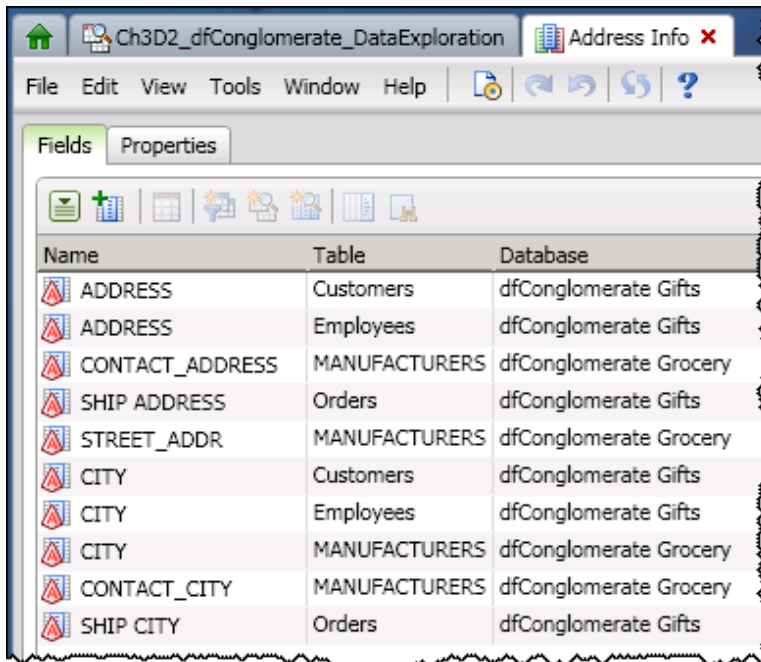 Ch3D2_dfConglomerate_DataExploration Address Info
File Edit View Tools Window Help ?
Fields Properties
Name Table Database
ADDRESS Customers dfConglomerate Gifts
ADDRESS Employees dfConglomerate Gifts
CONTACT_ADDRESS MANUFACTURERS dfConglomerate Grocery
SHIP ADDRESS Orders dfConglomerate Gifts
STREET_ADDR MANUFACTURERS dfConglomerate Grocery
CITY Customers dfConglomerate Gifts
CITY Employees dfConglomerate Gifts
CITY MANUFACTURERS dfConglomerate Grocery
CONTACT_CITY MANUFACTURERS dfConglomerate Grocery
SHIP CITY Orders dfConglomerate Gifts